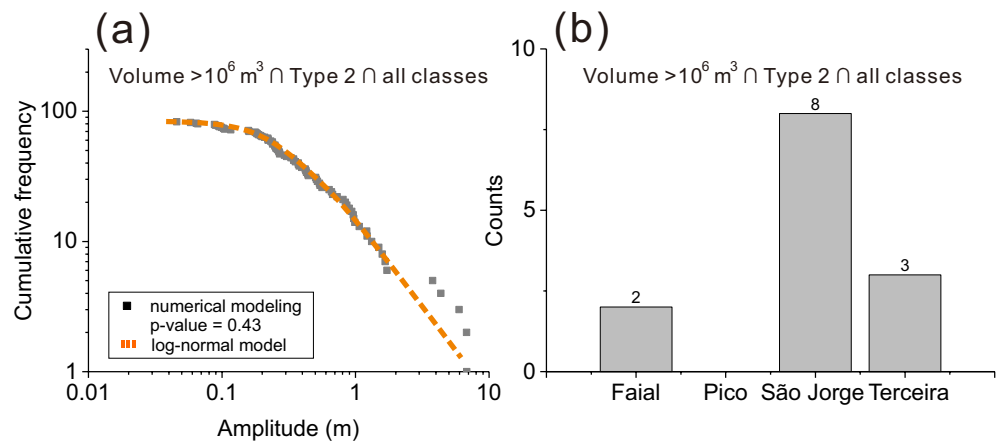 (a)
Volume >10⁶ m³ ∩ Type 2 ∩ all classes
Cumulative frequency
100
10
1
numerical modeling
p-value = 0.43
log-normal model
0.01
0.1
1
10
Amplitude (m)
(b)
Volume >10⁶ m³ ∩ Type 2 ∩ all classes
Counts
10
5
0
2
8
3
Faial
Pico
São Jorge
Terceira